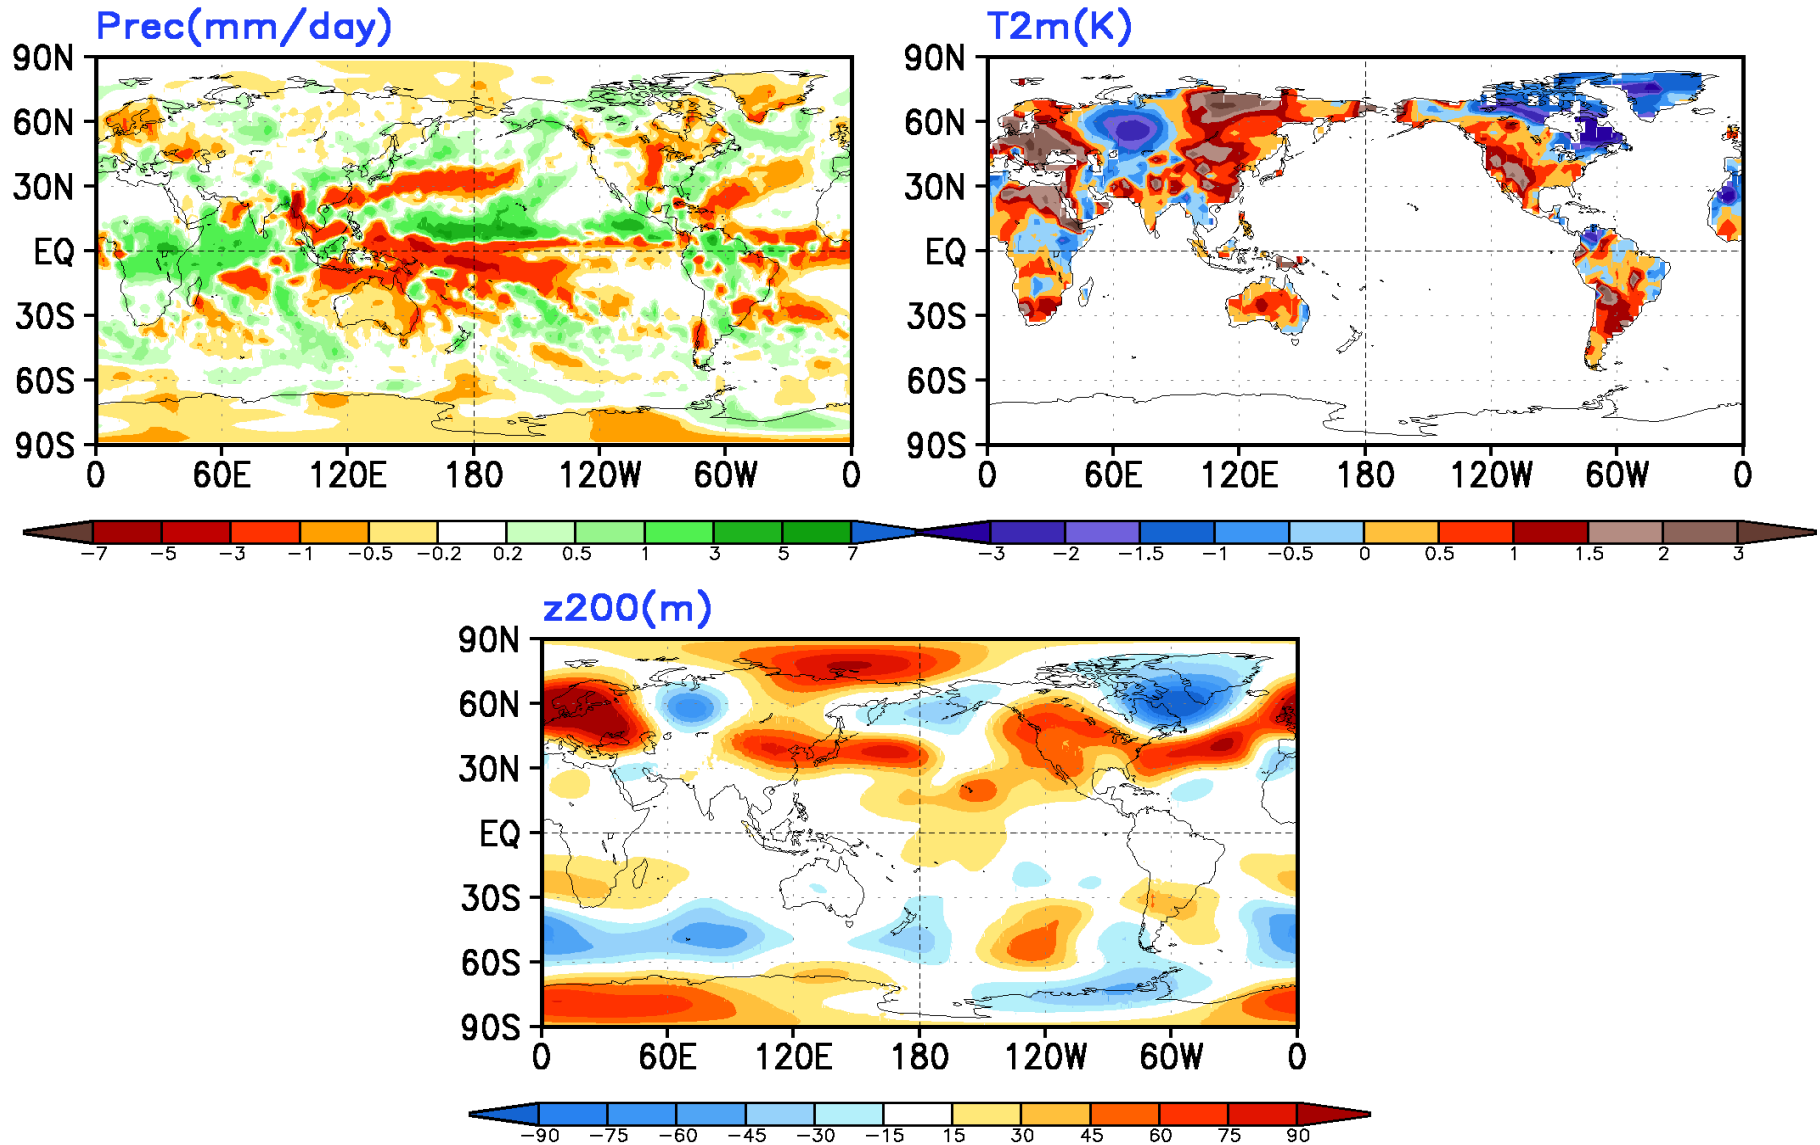 Prec(mm/day)
90N
60N
30N
EQ
30S
60S
90S
0 60E 120E 180 120W 60W 0
-7 -5 -3 -1 -0.5 -0.2 0.2 0.5 1 3 5 7
T2m(K)
90N
60N
30N
EQ
30S
60S
90S
0 60E 120E 180 120W 60W 0
-3 -2 -1.5 -1 -0.5 0 0.5 1 1.5 2 3
z200(m)
90N
60N
30N
EQ
30S
60S
90S
0 60E 120E 180 120W 60W 0
-90 -75 -60 -45 -30 -15 15 30 45 60 75 90